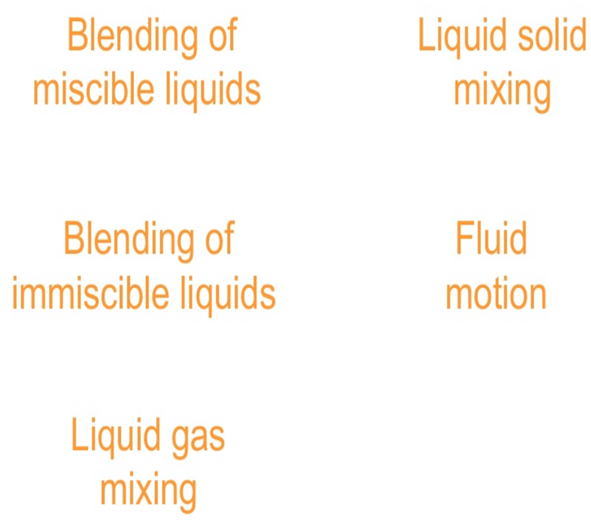 Blending of
miscible liquids
Liquid solid
mixing
Blending of
immiscible liquids
Fluid
motion
Liquid gas
mixing